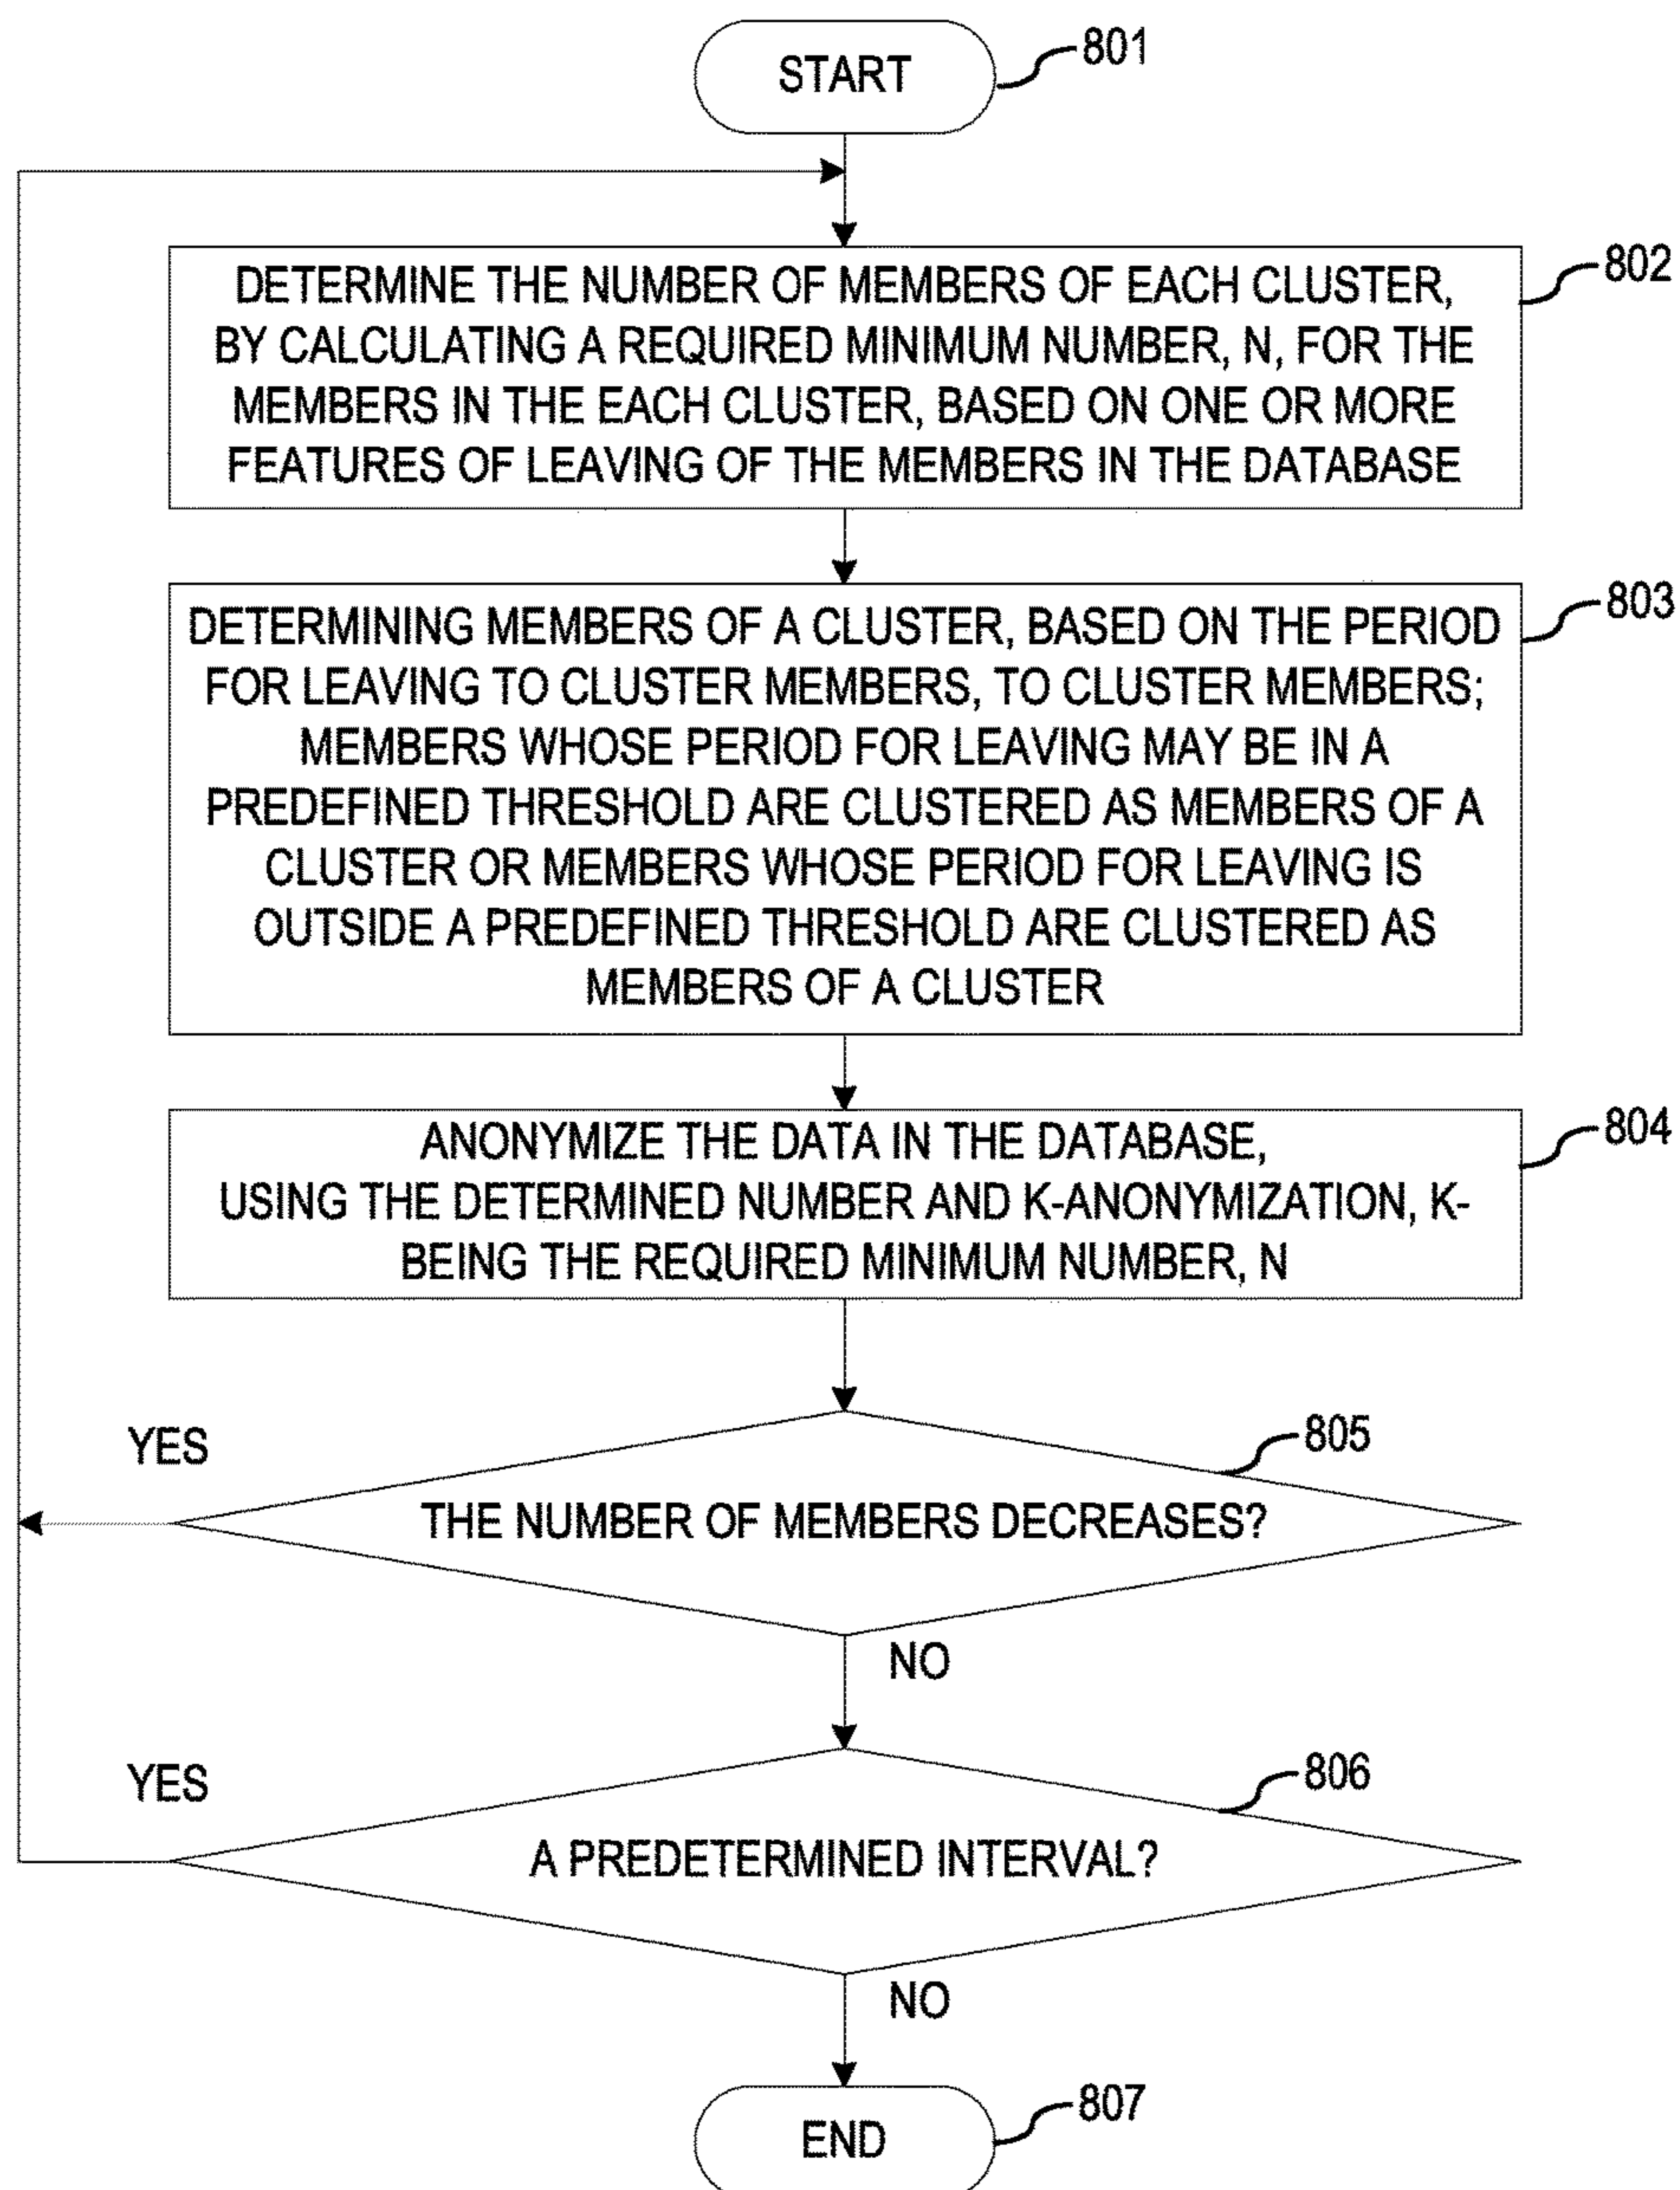 START
801
DETERMINE THE NUMBER OF MEMBERS OF EACH CLUSTER,
BY CALCULATING A REQUIRED MINIMUM NUMBER, N, FOR THE
MEMBERS IN THE EACH CLUSTER, BASED ON ONE OR MORE
FEATURES OF LEAVING OF THE MEMBERS IN THE DATABASE
802
DETERMINING MEMBERS OF A CLUSTER, BASED ON THE PERIOD
FOR LEAVING TO CLUSTER MEMBERS, TO CLUSTER MEMBERS;
MEMBERS WHOSE PERIOD FOR LEAVING MAY BE IN A
PREDEFINED THRESHOLD ARE CLUSTERED AS MEMBERS OF A
CLUSTER OR MEMBERS WHOSE PERIOD FOR LEAVING IS
OUTSIDE A PREDEFINED THRESHOLD ARE CLUSTERED AS
MEMBERS OF A CLUSTER
803
ANONYMIZE THE DATA IN THE DATABASE,
USING THE DETERMINED NUMBER AND K-ANONYMIZATION, K-
BEING THE REQUIRED MINIMUM NUMBER, N
804
YES
805
THE NUMBER OF MEMBERS DECREASES?
NO
YES
806
A PREDETERMINED INTERVAL?
NO
END
807